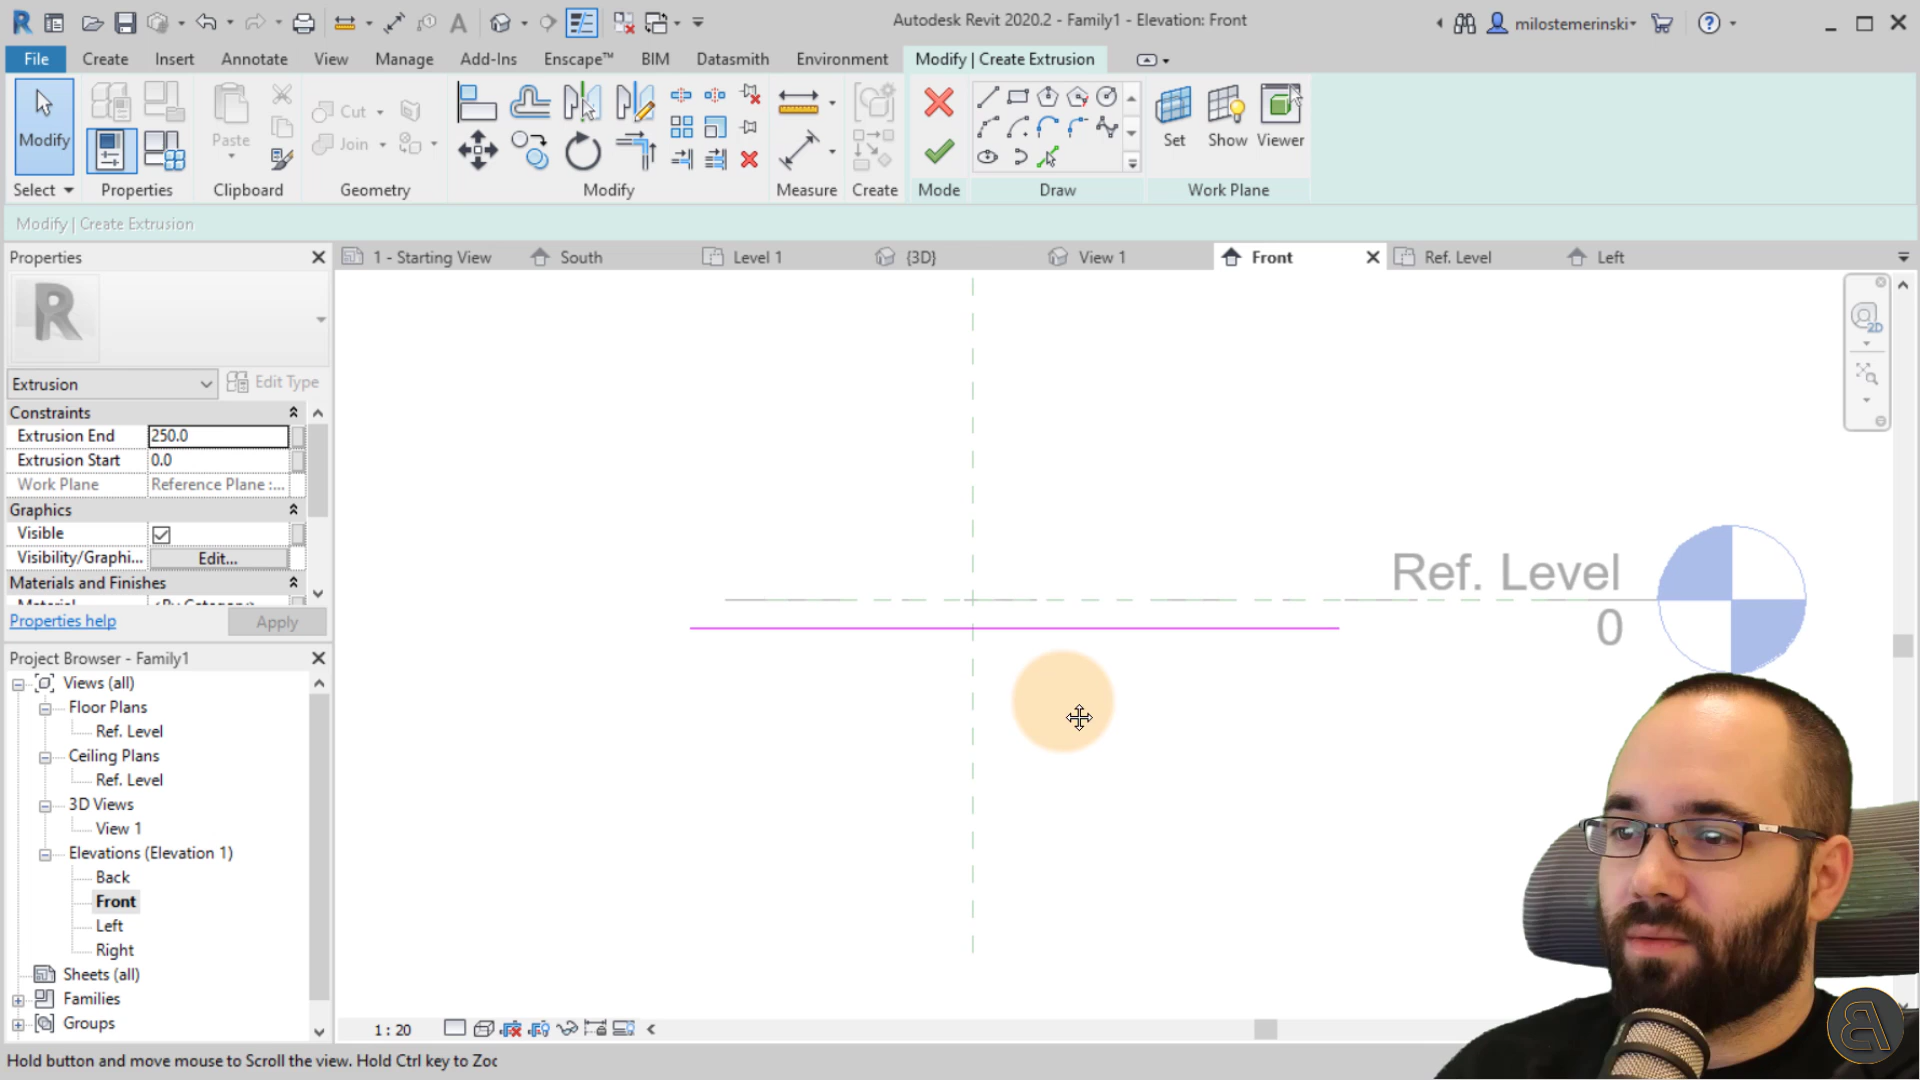 Autodesk Revit 2020.2 - Family1 - Elevation: Front
milostemerinski
File
Create
Insert
Annotate
View
Manage
Add-Ins
Enscape™
BIM
Datasmith
Environment
Modify | Create Extrusion
Modify
Paste
Cut
Join
Set
Show
Viewer
Select
Properties
Clipboard
Geometry
Modify
Measure
Create
Mode
Draw
Work Plane
Modify | Create Extrusion
Properties
1 - Starting View
South
Level 1
{3D}
View 1
Front
Ref. Level
Left
2D
R
Extrusion
Edit Type
Constraints
Extrusion End 250.0
Extrusion Start 0.0
Work Plane Reference Plane :...
Graphics
Visible
Visibility/Graphi... Edit...
Materials and Finishes
Properties help
Apply
Ref. Level
0
Project Browser - Family1
Views (all)
Floor Plans
Ref. Level
Ceiling Plans
Ref. Level
3D Views
View 1
Elevations (Elevation 1)
Back
Front
Left
Right
Sheets (all)
Families
Groups
1 : 20
Hold button and move mouse to Scroll the view. Hold Ctrl key to Zoo